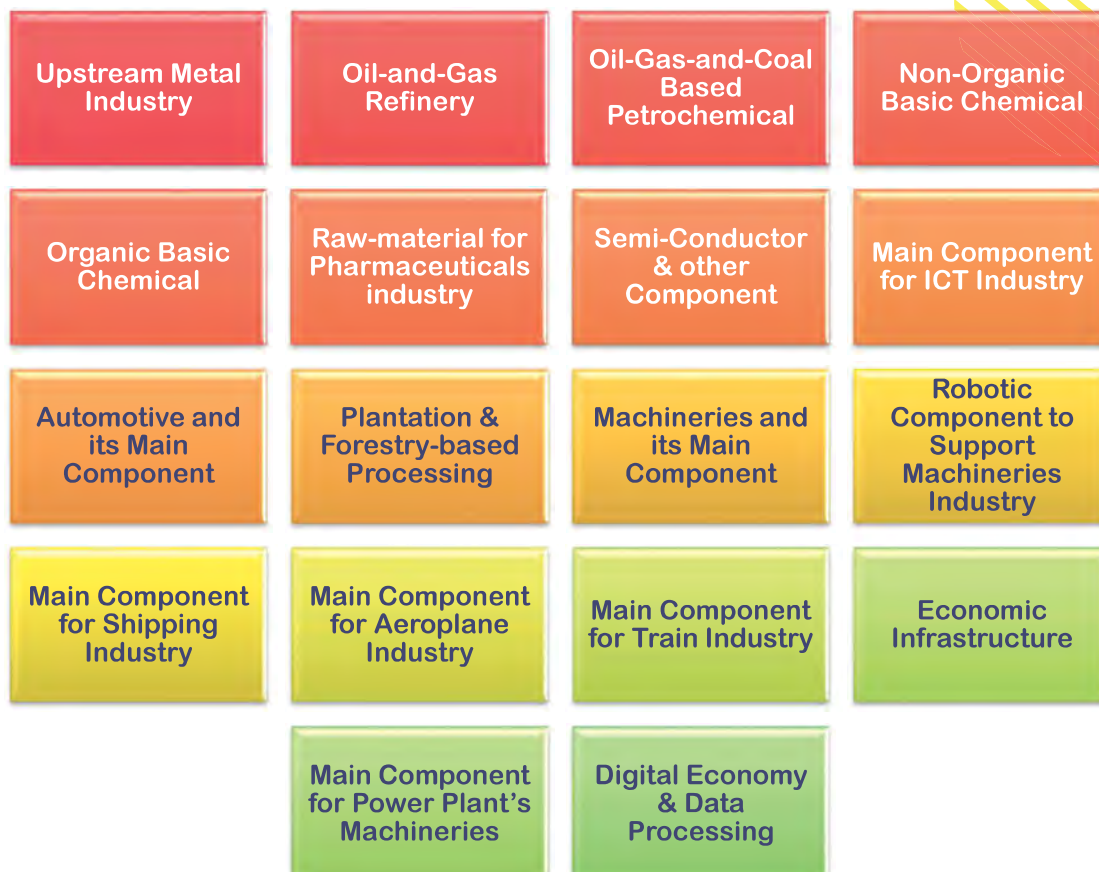 Upstream Metal
Industry
Oil-and-Gas
Refinery
Oil-Gas-and-Coal
Based
Petrochemical
Non-Organic
Basic Chemical
Organic Basic
Chemical
Raw-material for
Pharmaceuticals
industry
Semi-Conductor
& other
Component
Main Component
for ICT Industry
Automotive and
its Main
Component
Plantation &
Forestry-based
Processing
Machineries and
its Main
Component
Robotic
Component to
Support
Machineries
Industry
Main Component
for Shipping
Industry
Main Component
for Aeroplane
Industry
Main Component
for Train Industry
Economic
Infrastructure
Main Component
for Power Plant's
Machineries
Digital Economy
& Data
Processing